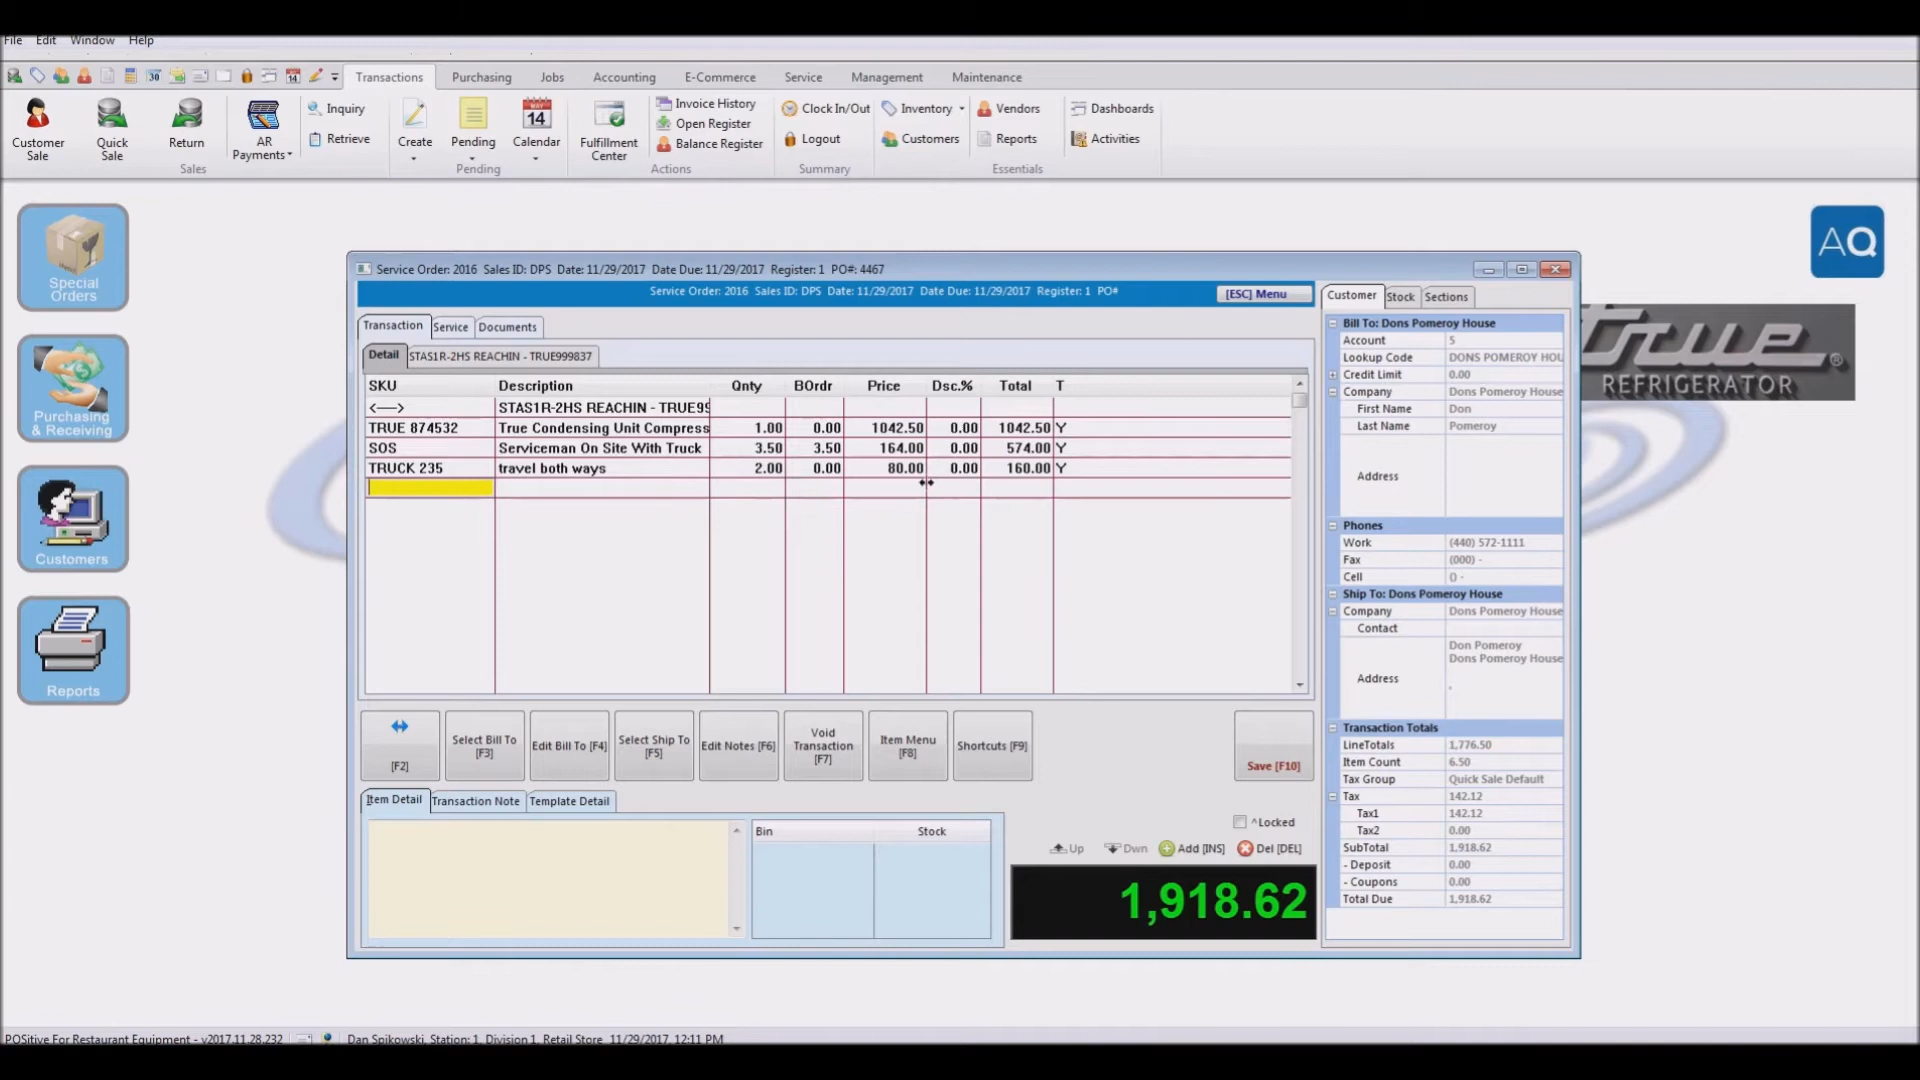 File Edit Window Help
30 14 Transactions Purchasing Jobs Accounting E-Commerce Service Management Maintenance
Customer Sale
Quick Sale
Return
AR Payments
Inquiry
Retrieve
Sales
Create
Pending
MAY 14
Calendar
Pending
Fulfillment Center
Invoice History
Open Register
Balance Register
Actions
Clock In/Out
Logout
Summary
Inventory
Customers
Vendors
Reports
Essentials
Dashboards
Activities
Special Orders
Purchasing & Receiving
Customers
Reports
AQ
true®
REFRIGERATOR
Service Order: 2016 Sales ID: DPS Date: 11/29/2017 Date Due: 11/29/2017 Register: 1 PO#: 4467
Service Order: 2016 Sales ID: DPS Date: 11/29/2017 Date Due: 11/29/2017 Register: 1 PO#
[ESC] Menu
Transaction Service Documents
Detail STAS1R-2HS REACHIN - TRUE999837
SKU Description Qnty BOrdr Price Dsc.% Total T
<---> STAS1R-2HS REACHIN - TRUE99
TRUE 874532 True Condensing Unit Compress 1.00 0.00 1042.50 0.00 1042.50 Y
SOS Serviceman On Site With Truck 3.50 3.50 164.00 0.00 574.00 Y
TRUCK 235 travel both ways 2.00 0.00 80.00 0.00 160.00 Y
[F2]
Select Bill To [F3]
Edit Bill To [F4]
Select Ship To [F5]
Edit Notes [F6]
Void Transaction [F7]
Item Menu [F8]
Shortcuts [F9]
Save [F10]
Item Detail Transaction Note Template Detail
Bin Stock
^Locked
Up Dwn Add [INS] Del [DEL]
1,918.62
Customer Stock Sections
Bill To: Dons Pomeroy House
Account 5
Lookup Code DONS POMEROY HOU
Credit Limit 0.00
Company Dons Pomeroy House
First Name Don
Last Name Pomeroy
Address
Phones
Work (440) 572-1111
Fax (000) -
Cell () -
Ship To: Dons Pomeroy House
Company Dons Pomeroy House
Contact
Don Pomeroy
Dons Pomeroy House
Address ,
Transaction Totals
LineTotals 1,776.50
Item Count 6.50
Tax Group Quick Sale Default
Tax 142.12
Tax1 142.12
Tax2 0.00
SubTotal 1,918.62
- Deposit 0.00
- Coupons 0.00
Total Due 1,918.62
POSitive For Restaurant Equipment - v2017.11.28.232 Dan Spikowski, Station: 1, Division 1, Retail Store 11/29/2017, 12:11 PM